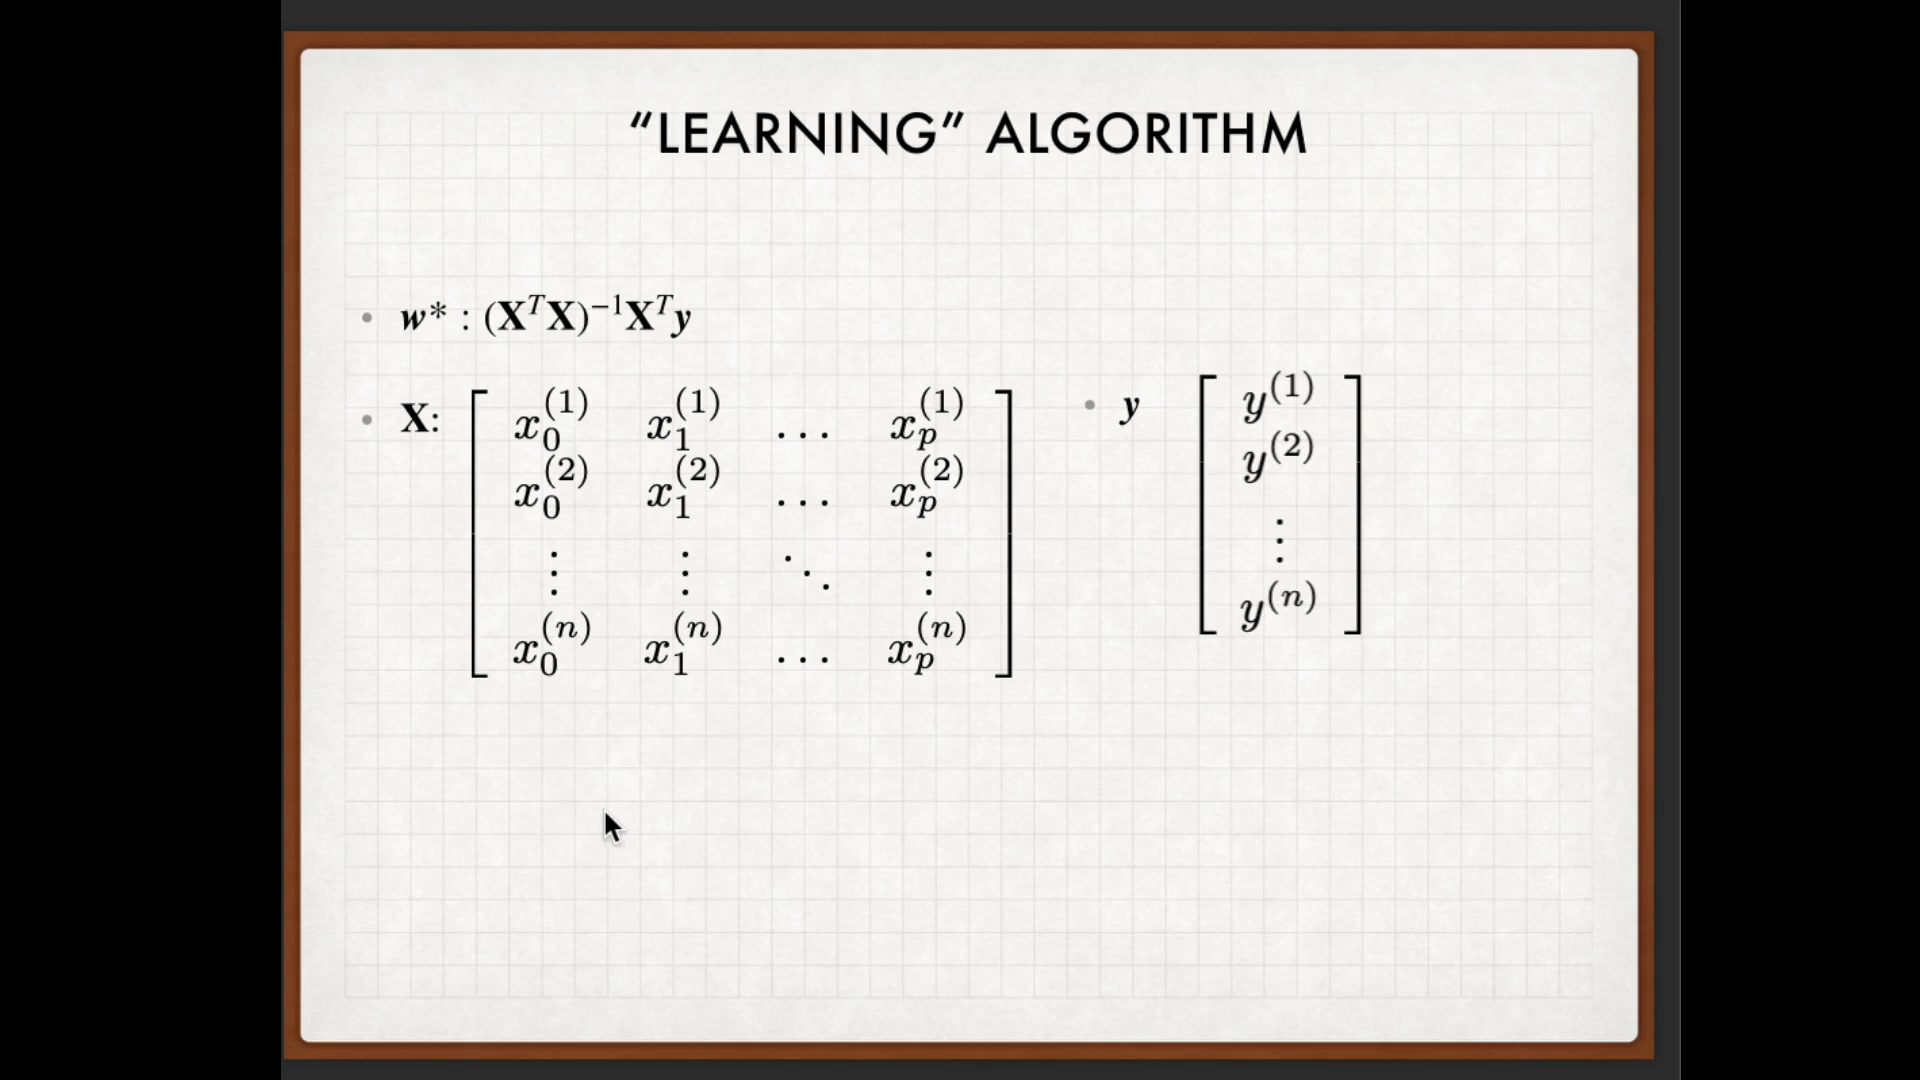 “LEARNING” ALGORITHM
• w* : (X^T X)^{-1} X^T y
• X: [ x_0^{(1)} x_1^{(1)} ... x_p^{(1)}
x_0^{(2)} x_1^{(2)} ... x_p^{(2)}
⋮ ⋮ ⋱ ⋮
x_0^{(n)} x_1^{(n)} ... x_p^{(n)} ]
• y [ y^{(1)}
y^{(2)}
⋮
y^{(n)} ]